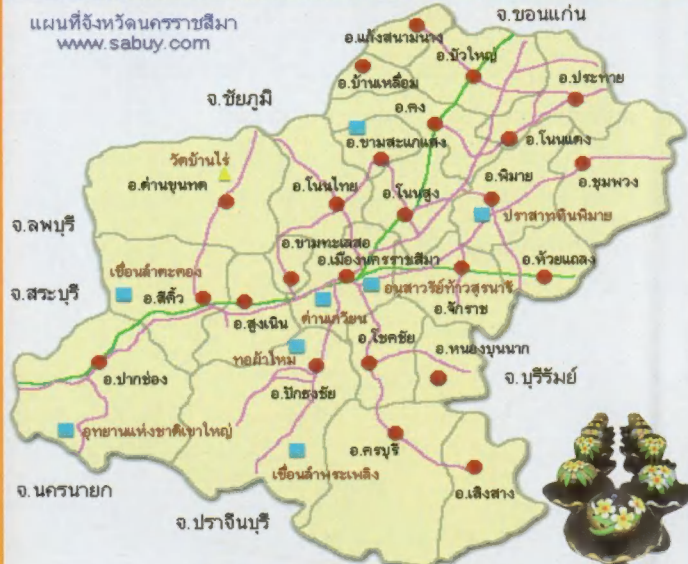 แผนที่จังหวัดนครราชสีมา
www.sabuy.com
จ.ขอนแก่น
อ.แก้งสนามนาง
อ.บัวใหญ่
อ.บ้านเหลื่อม
อ.ประทาย
จ.ชัยภูมิ
อ.คง
อ.ขามสะแกแสง
อ.โนนแดง
วัดบ้านไร่
อ.ด่านขุนทด
อ.โนนไทย
อ.พิมาย
อ.ชุมพวง
อ.โนนสูง
ปราสาทหินพิมาย
จ.ลพบุรี
อ.ขามทะเลสอ
อ.เมืองนครราชสีมา
อ.ห้วยแถลง
เขื่อนลำตะคอง
จ.สระบุรี
อ.สีคิ้ว
อนุสาวรีย์ท้าวสุรนารี
อ.สูงเนิน
ด่านเกวียน
อ.จักราช
ทอผ้าไหม
อ.โชคชัย
อ.หนองบุนนาก
อ.ปากช่อง
อ.ปักธงชัย
จ.บุรีรัมย์
อุทยานแห่งชาติเขาใหญ่
อ.ครบุรี
เขื่อนลำพระเพลิง
อ.เสิงสาง
จ.นครนายก
จ.ปราจีนบุรี